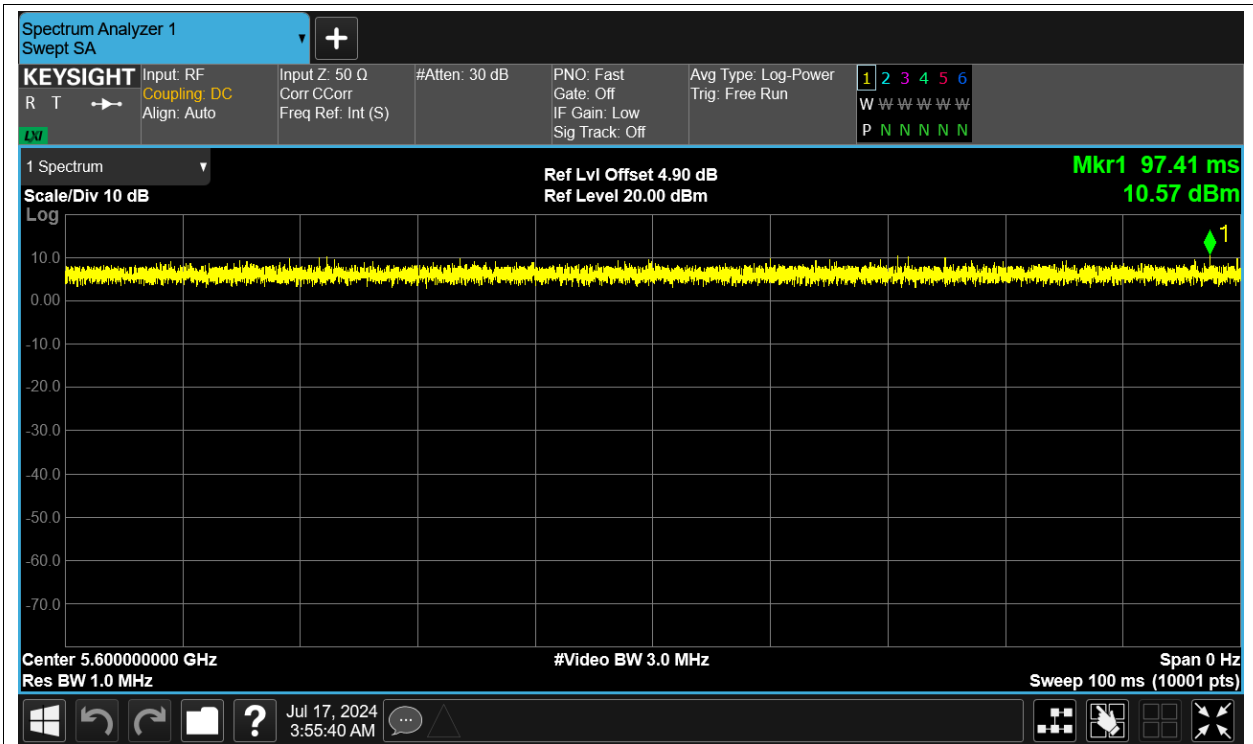 Spectrum Analyzer 1
Swept SA
KEYSIGHT
R T
LXI
Input: RF
Coupling: DC
Align: Auto
Input Z: 50 Ω
Corr CCorr
Freq Ref: Int (S)
#Atten: 30 dB
PNO: Fast
Gate: Off
IF Gain: Low
Sig Track: Off
Avg Type: Log-Power
Trig: Free Run
1 2 3 4 5 6
W W W W W W
P N N N N N
1 Spectrum
Scale/Div 10 dB
Ref Lvl Offset 4.90 dB
Ref Level 20.00 dBm
Mkr1 97.41 ms
10.57 dBm
Log
1
10.0
0.00
-10.0
-20.0
-30.0
-40.0
-50.0
-60.0
-70.0
Center 5.600000000 GHz
Res BW 1.0 MHz
#Video BW 3.0 MHz
Span 0 Hz
Sweep 100 ms (10001 pts)
?
Jul 17, 2024
3:55:40 AM